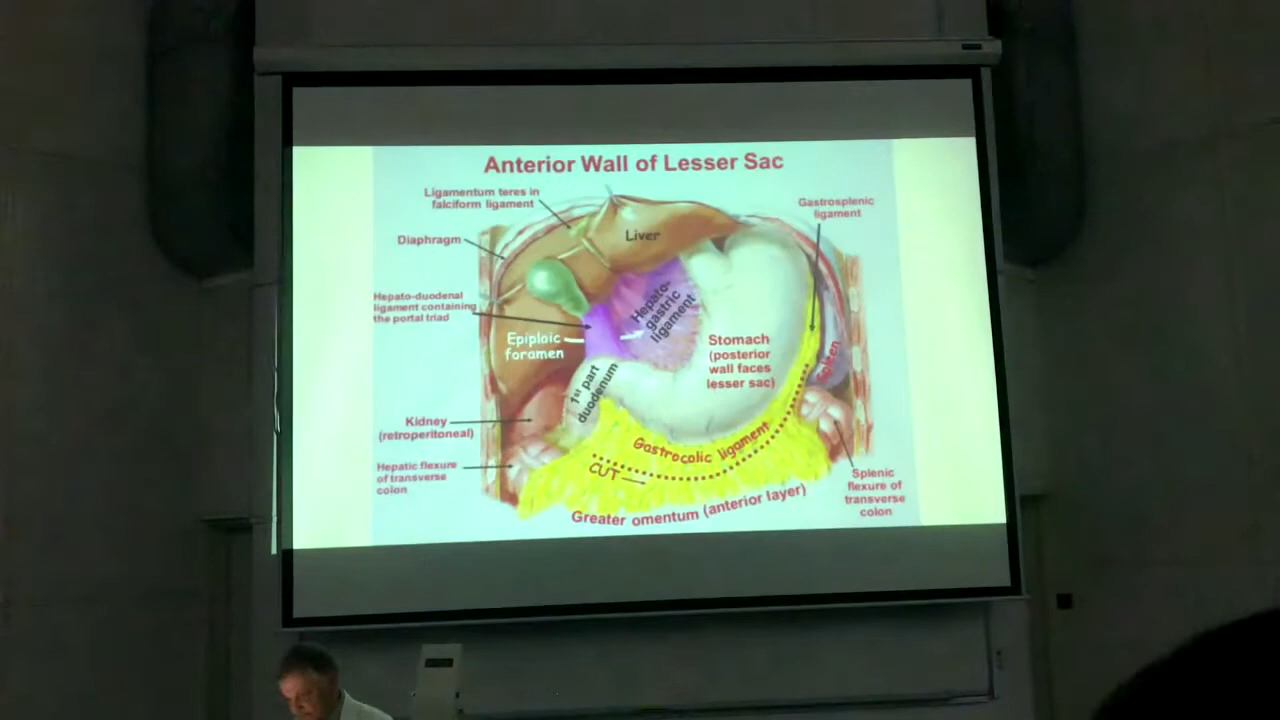 Anterior Wall of Lesser Sac
Ligamentum teres in
falciform ligament
Gastrosplenic
ligament
Diaphragm
Liver
Hepato-duodenal
ligament containing
the portal triad
Hepato-
gastric
ligament
Epiploic
foramen
Stomach
(posterior
wall faces
lesser sac)
Spleen
1st part
duodenum
Kidney
(retroperitoneal)
Gastrocolic ligament
CUT
Hepatic flexure
of transverse
colon
Splenic
flexure of
transverse
colon
Greater omentum (anterior layer)